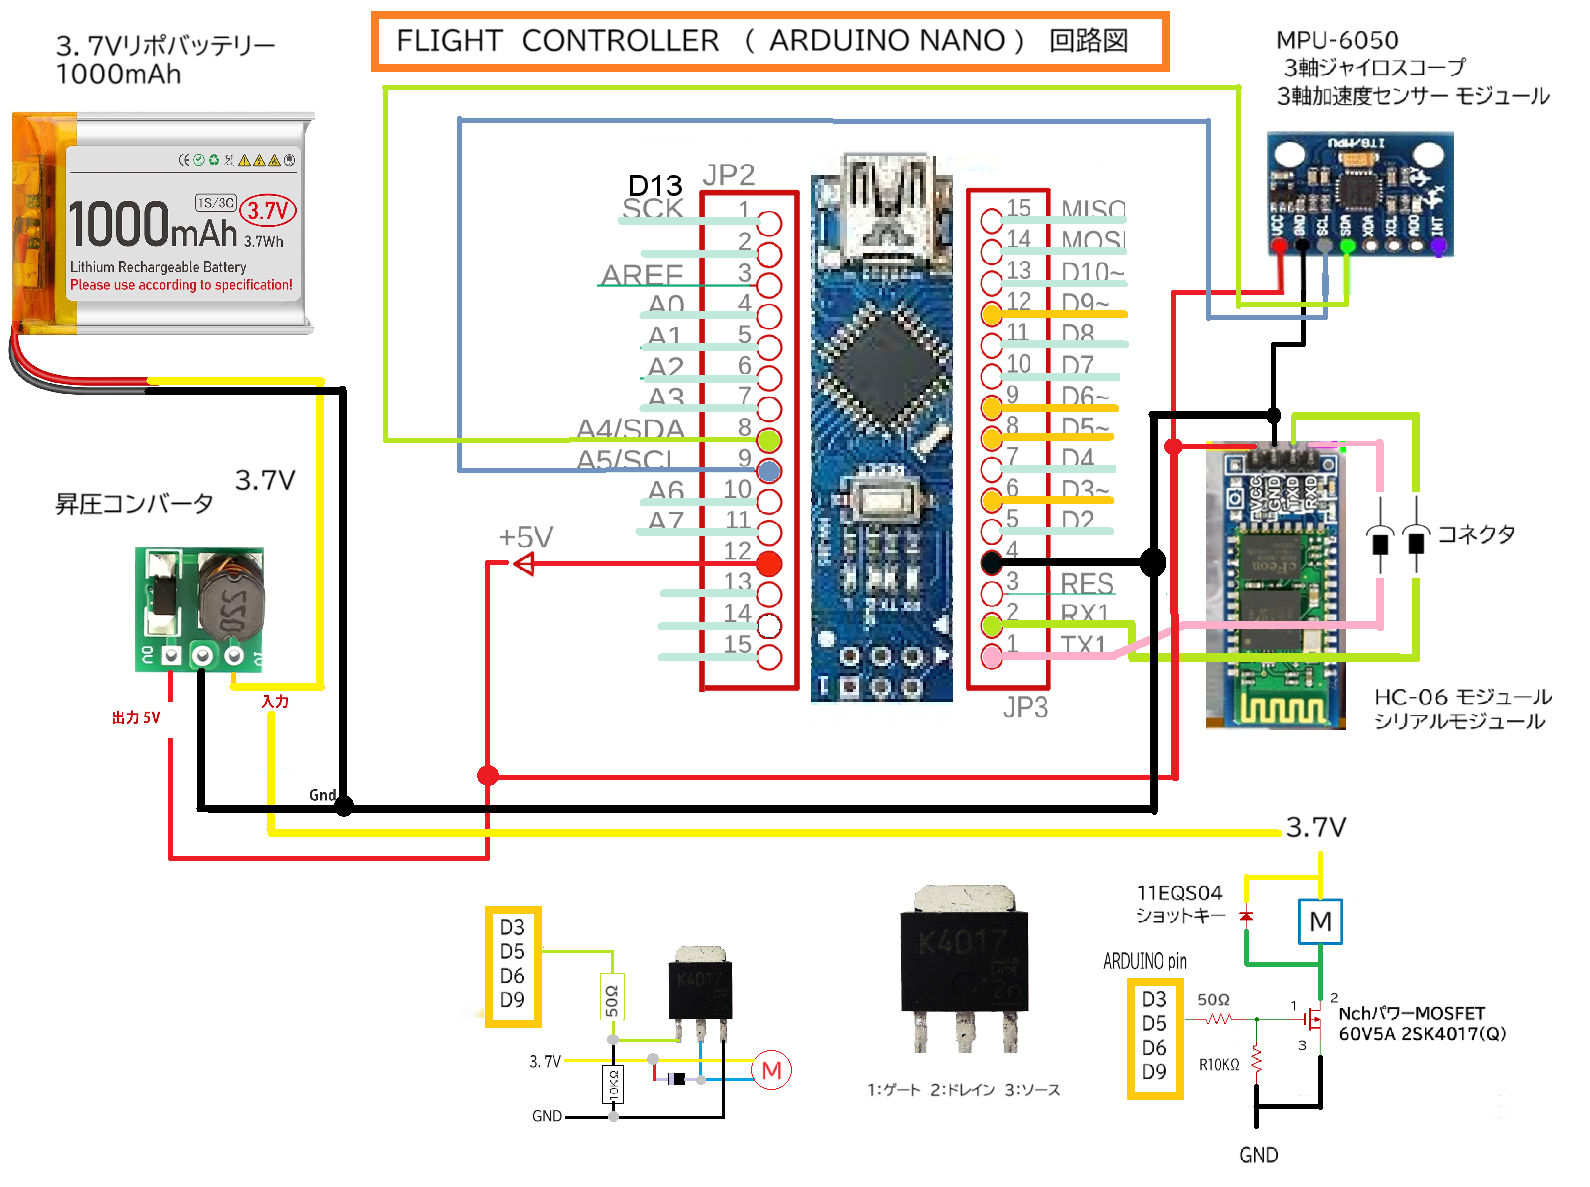 FLIGHT CONTROLLER ( ARDUINO NANO ) 回路図
3.7Vリポバッテリー
1000mAh
1S/3C
3.7V
1000mAh
3.7Wh
Lithium Rechargeable Battery
Please use according to specification!
MPU-6050
3軸ジャイロスコープ
3軸加速度センサー モジュール
ITG/MPU
VCC
GND
SCL
SDA
XDA
XCL
ADO
INT
JP2
D13
SCK
1
2
AREF
3
A0
4
A1
5
A2
6
A3
7
A4/SDA
8
A5/SCL
9
A6
10
A7
11
+5V
12
13
14
15
15
MISO
14
MOSI
13
D10~
12
D9~
11
D8
10
D7
9
D6~
8
D5~
7
D4
6
D3~
5
D2
4
3
RES
2
RX1
1
TX1
JP3
3.7V
昇圧コンバータ
220
出力 5V
入力
Gnd
VCC
GND
TXD
RXD
コネクタ
HC-06 モジュール
シリアルモジュール
3.7V
D3
D5
D6
D9
50Ω
K4017
3.7V
10KΩ
M
GND
K4017
1:ゲート 2:ドレイン 3:ソース
11EQS04
ショットキー
M
ARDUINO pin
D3
D5
D6
D9
50Ω
R10KΩ
1
2
3
NchパワーMOSFET
60V5A 2SK4017(Q)
GND